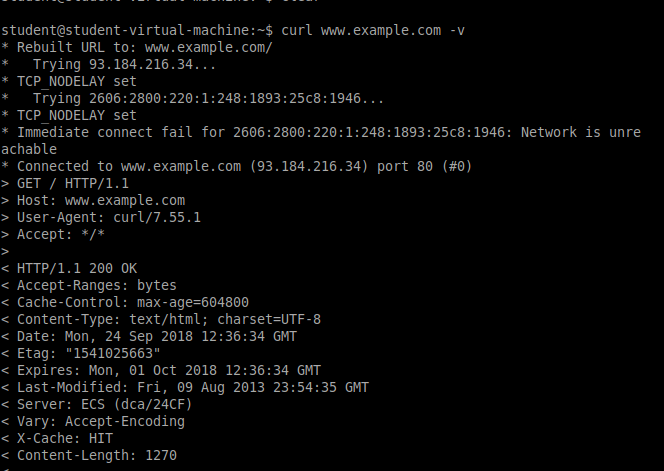 student@student-virtual-machine:~$ curl www.example.com -v
* Rebuilt URL to: www.example.com/
*   Trying 93.184.216.34...
* TCP_NODELAY set
*   Trying 2606:2800:220:1:248:1893:25c8:1946...
* TCP_NODELAY set
* Immediate connect fail for 2606:2800:220:1:248:1893:25c8:1946: Network is unre
achable
* Connected to www.example.com (93.184.216.34) port 80 (#0)
> GET / HTTP/1.1
> Host: www.example.com
> User-Agent: curl/7.55.1
> Accept: */*
>
< HTTP/1.1 200 OK
< Accept-Ranges: bytes
< Cache-Control: max-age=604800
< Content-Type: text/html; charset=UTF-8
< Date: Mon, 24 Sep 2018 12:36:34 GMT
< Etag: "1541025663"
< Expires: Mon, 01 Oct 2018 12:36:34 GMT
< Last-Modified: Fri, 09 Aug 2013 23:54:35 GMT
< Server: ECS (dca/24CF)
< Vary: Accept-Encoding
< X-Cache: HIT
< Content-Length: 1270
<